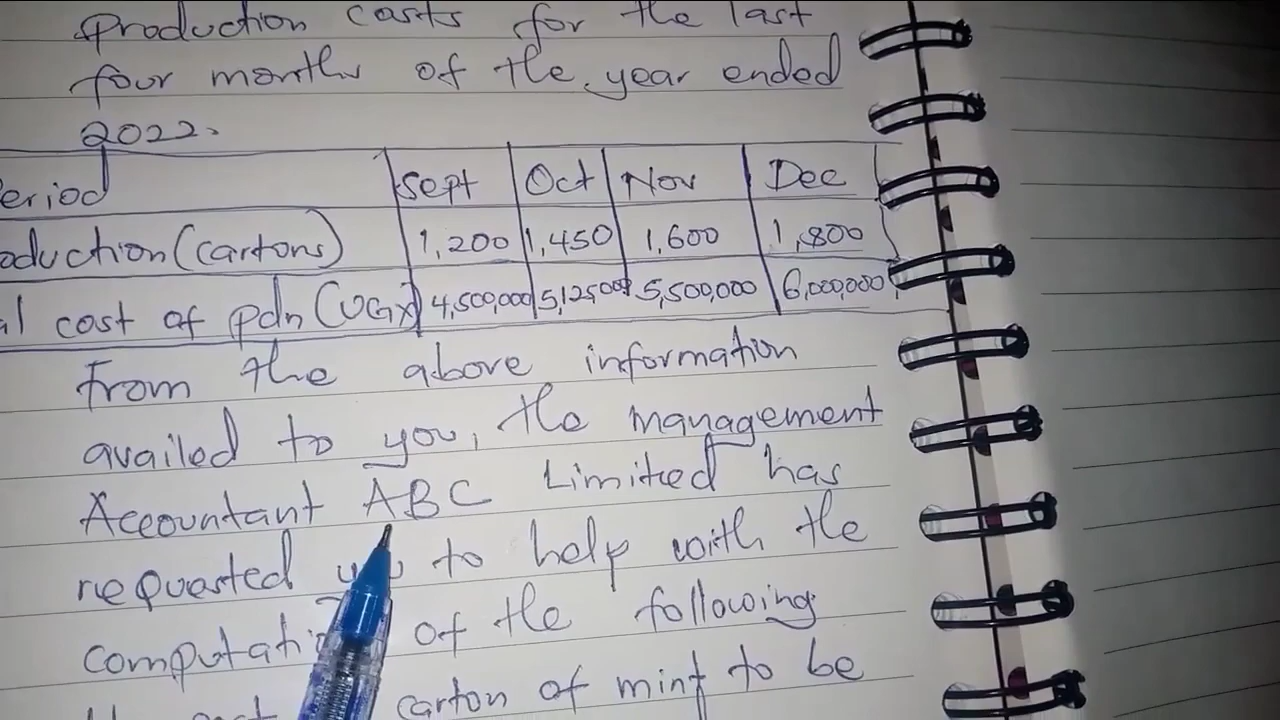 production costs for the last
four months of the year ended
2022.
eriod Sept Oct Nov Dec
oduction (cartons) 1,200 1,450 1,600 1,800
al cost of pdn (UGX) 4,500,000 5,125,000 5,500,000 6,000,000
From the above information
availed to you, the management
Accountant ABC Limited has
requested to help with the
of the following
carton of mint to be